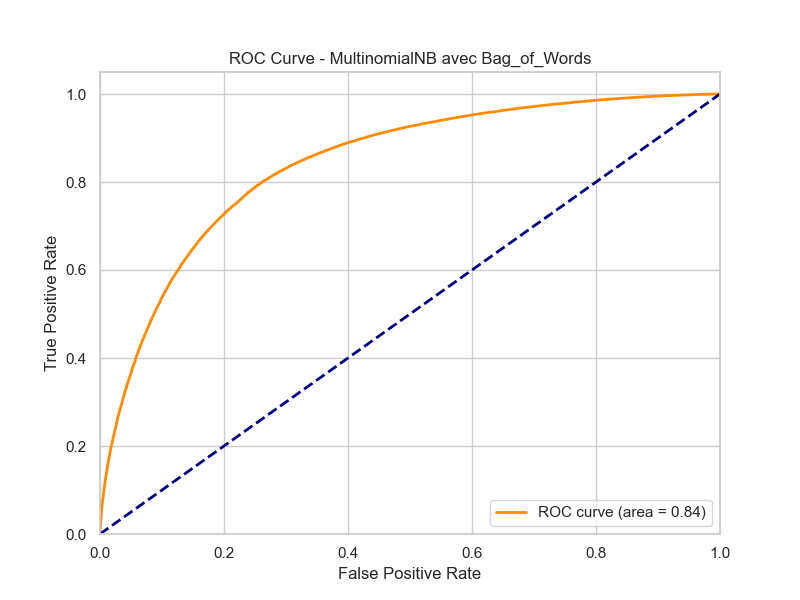 ROC Curve - MultinomialNB avec Bag_of_Words
True Positive Rate
1.0
0.8
0.6
0.4
0.2
0.0
ROC curve (area = 0.84)
0.0 0.2 0.4 0.6 0.8 1.0
False Positive Rate